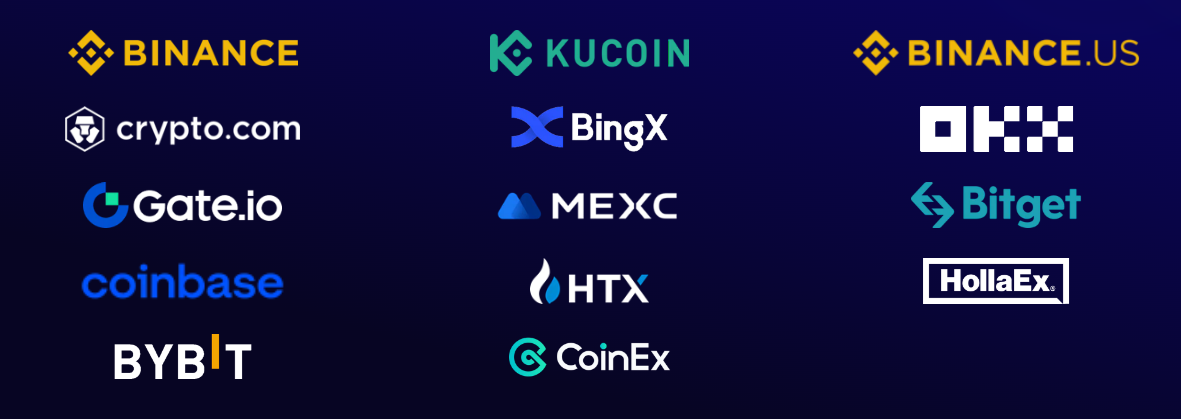 BINANCE
KUCOIN
BINANCE.US
crypto.com
BingX
OKX
Gate.io
MEXC
Bitget
coinbase
HTX
HollaEx®
BYBIT
CoinEx